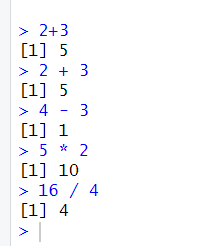 > 2+3
[1] 5
> 2 + 3
[1] 5
> 4 - 3
[1] 1
> 5 * 2
[1] 10
> 16 / 4
[1] 4
>